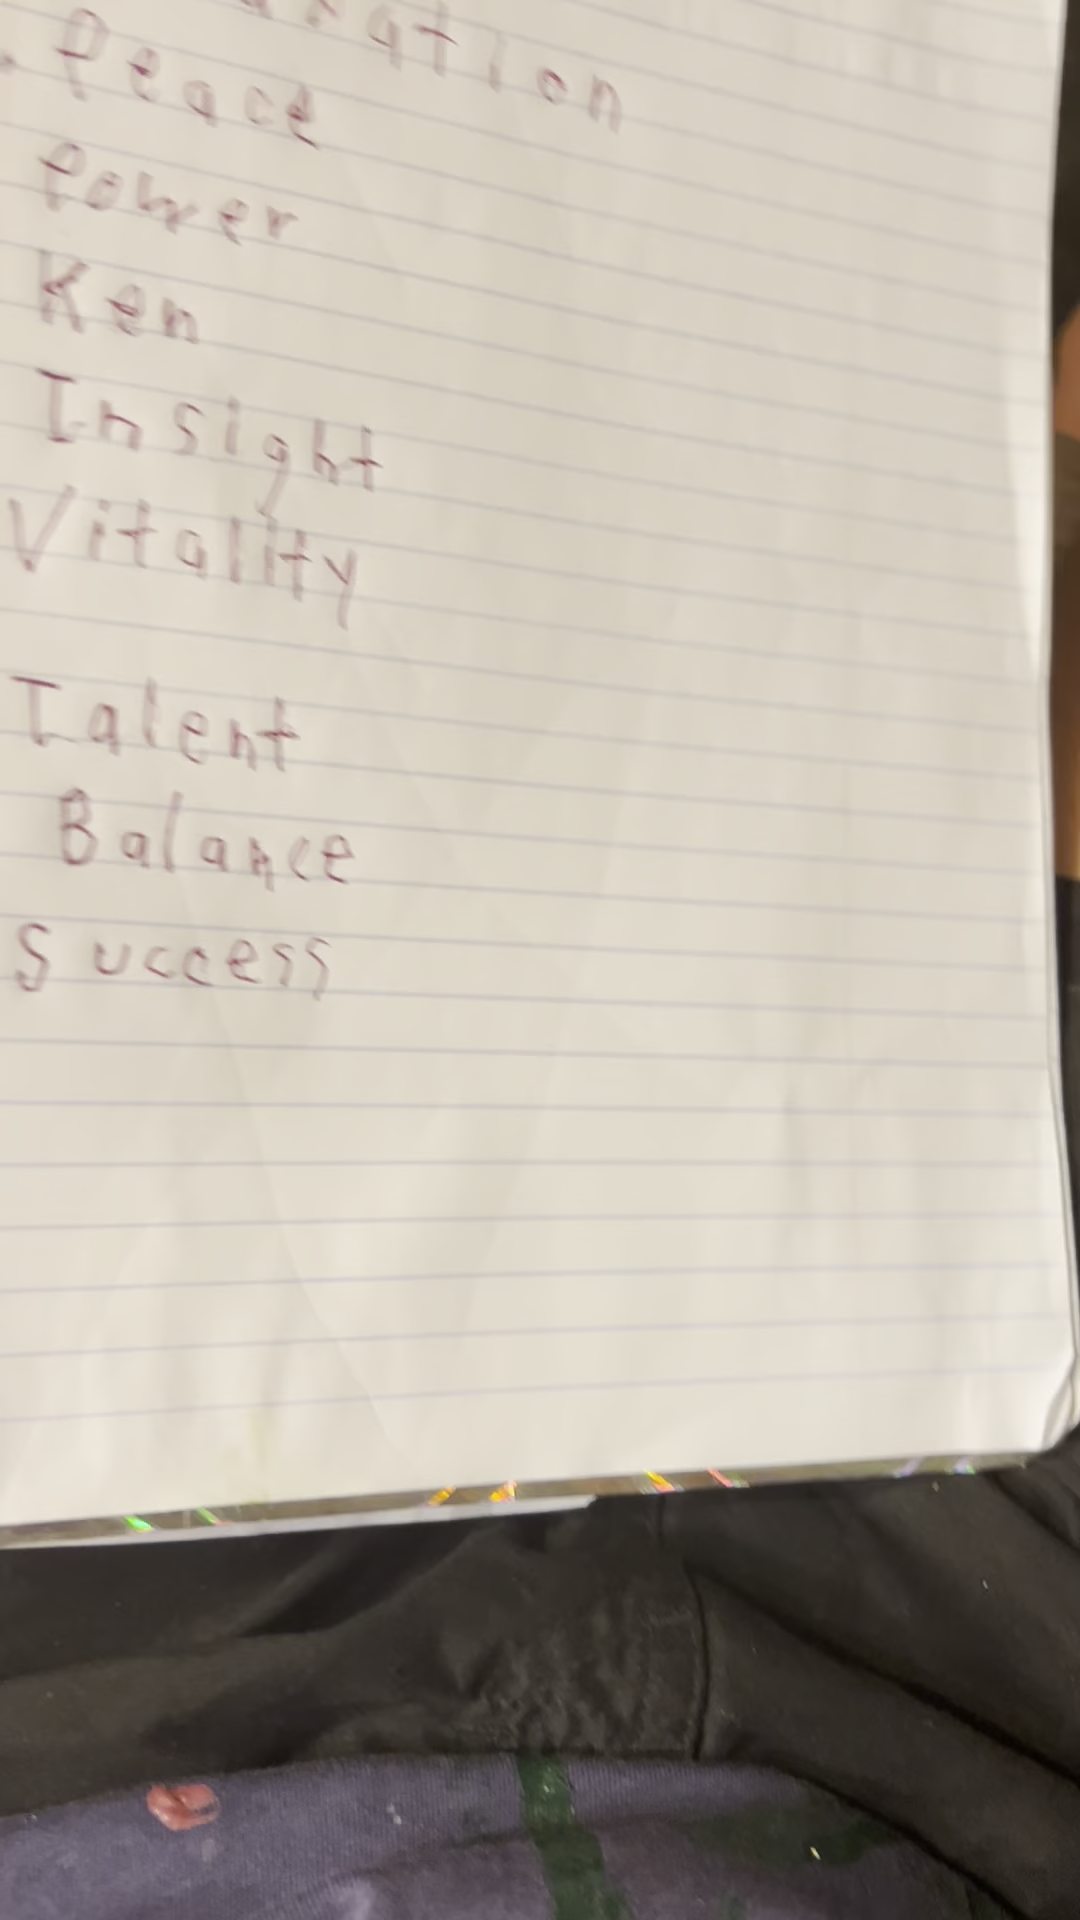 Peace
Power
Ken
Insight
Vitality
Talent
Balance
Success